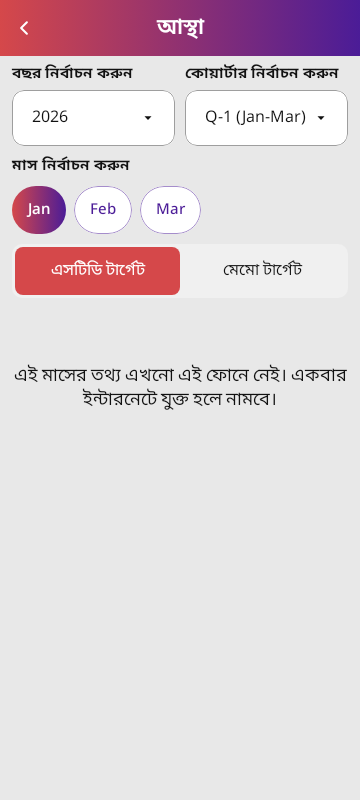 আস্থা
বছর নির্বাচন করুন
কোয়ার্টার নির্বাচন করুন
2026
Q-1 (Jan-Mar)
মাস নির্বাচন করুন
Jan
Feb
Mar
এসটিডি টার্গেট
মেমো টার্গেট
এই মাসের তথ্য এখনো এই ফোনে নেই। একবার
ইন্টারনেটে যুক্ত হলে নামবে।